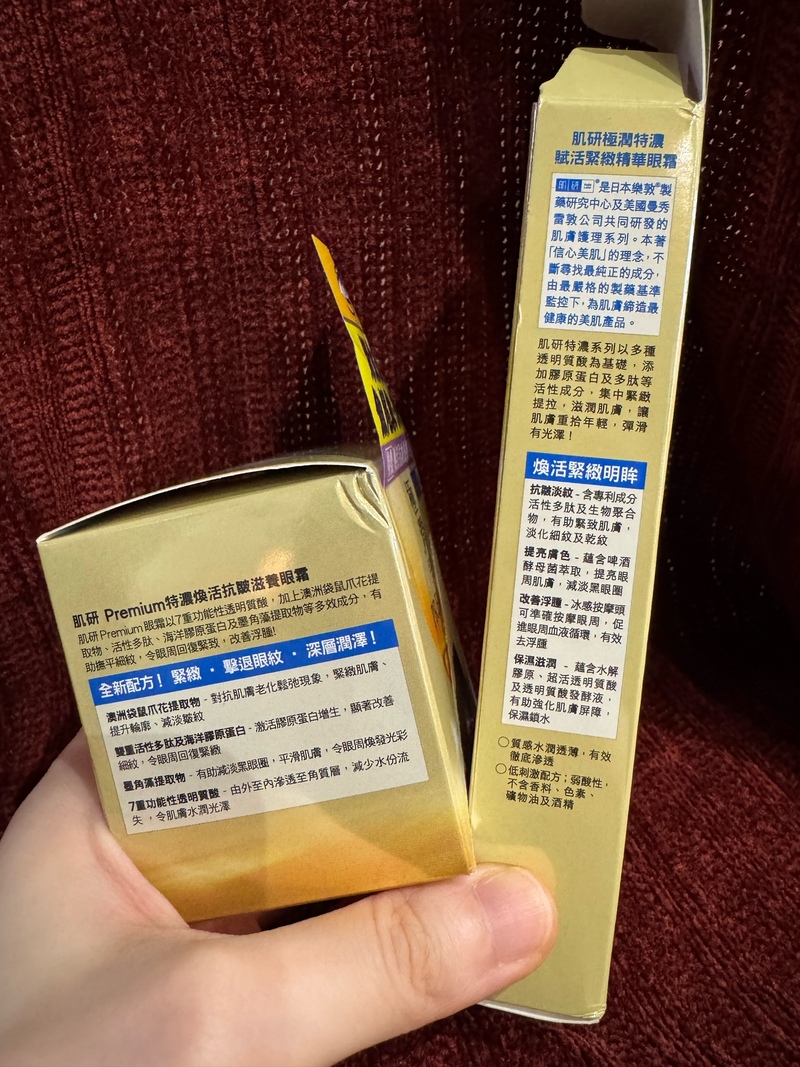 肌研 Premium特濃煥活抗皺滋養眼霜
肌研Premium眼霜以7重功能性透明質酸，加上澳洲袋鼠爪花提
取物、活性多肽、海洋膠原蛋白及墨角藻提取物等多效成分，有
助撫平細紋，令眼周回復緊致，改善浮腫!
全新配方！ 緊緻 ‧ 擊退眼紋 ‧ 深層潤澤！
澳洲袋鼠爪花提取物 - 對抗肌膚老化鬆弛現象，緊緻肌膚、
提升輪廓、減淡皺紋
雙重活性多肽及海洋膠原蛋白 - 激活膠原蛋白增生，顯著改善
細紋，令眼周回復緊緻
墨角藻提取物 - 有助減淡黑眼圈，平滑肌膚，令眼周煥發光彩
7重功能性透明質酸 - 由外至內滲透至角質層，減少水份流
失，令肌膚水潤光澤
肌研極潤特濃
賦活緊緻精華眼霜
肌研®是日本樂敦®製
藥研究中心及美國曼秀
雷敦公司共同研發的
肌膚護理系列。本著
「信心美肌」的理念，不
斷尋找最純正的成分，
由最嚴格的製藥基準
監控下，為肌膚締造最
健康的美肌產品。
肌研特濃系列以多種
透明質酸為基礎，添
加膠原蛋白及多肽等
活性成分，集中緊緻
提拉，滋潤肌膚，讓
肌膚重拾年輕，彈滑
有光澤！
煥活緊緻明眸
抗皺淡紋 - 含專利成分
活性多肽及生物聚合
物，有助緊致肌膚，
淡化細紋及乾紋
提亮膚色 - 蘊含啤酒
酵母菌萃取，提亮眼
周肌膚，減淡黑眼圈
改善浮腫 - 冰感按摩頭
可準確按摩眼周，促
進眼周血液循環，有效
去浮腫
保濕滋潤 - 蘊含水解
膠原、超活透明質酸
及透明質酸發酵液，
有助強化肌膚屏障，
保濕鎖水
○質感水潤透薄，有效
徹底滲透
○低刺激配方；弱酸性，
不含香料、色素、
礦物油及酒精